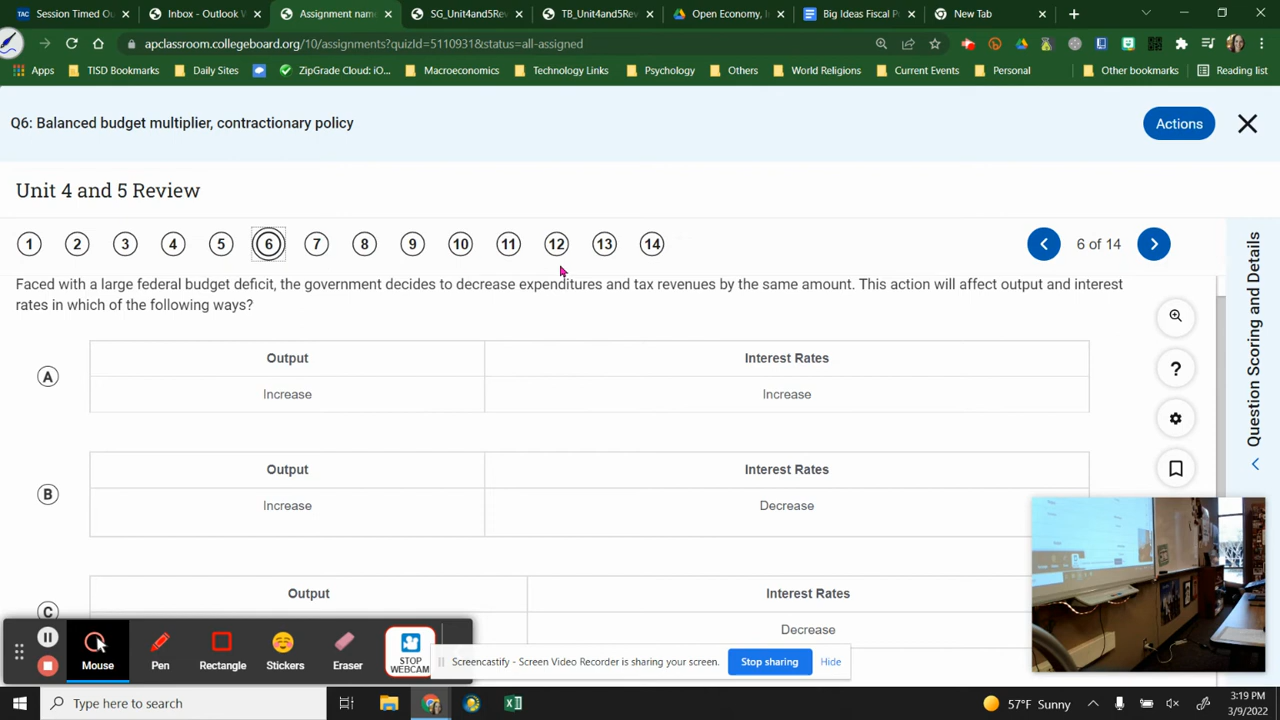 Session Timed Ou
Inbox - Outlook W
Assignment name
SG_Unit4and5Rev
TB_Unit4and5Rev
Open Economy, In
Big Ideas Fiscal P
New Tab
apclassroom.collegeboard.org/10/assignments?quizId=5110931&status=all-assigned
Apps
TISD Bookmarks
Daily Sites
ZipGrade Cloud: iO...
Macroeconomics
Technology Links
Psychology
Others
World Religions
Current Events
Personal
Other bookmarks
Reading list
Q6: Balanced budget multiplier, contractionary policy
Actions
Unit 4 and 5 Review
1 2 3 4 5 6 7 8 9 10 11 12 13 14
6 of 14
Question Scoring and Details
Faced with a large federal budget deficit, the government decides to decrease expenditures and tax revenues by the same amount. This action will affect output and interest
rates in which of the following ways?
A
Output Interest Rates
Increase Increase
B
Output Interest Rates
Increase Decrease
C
Output Interest Rates
Decrease
Mouse
Pen
Rectangle
Stickers
Eraser
STOP
WEBCAM
Screencastify - Screen Video Recorder is sharing your screen.
Stop sharing
Hide
Type here to search
57°F Sunny
3:19 PM
3/9/2022